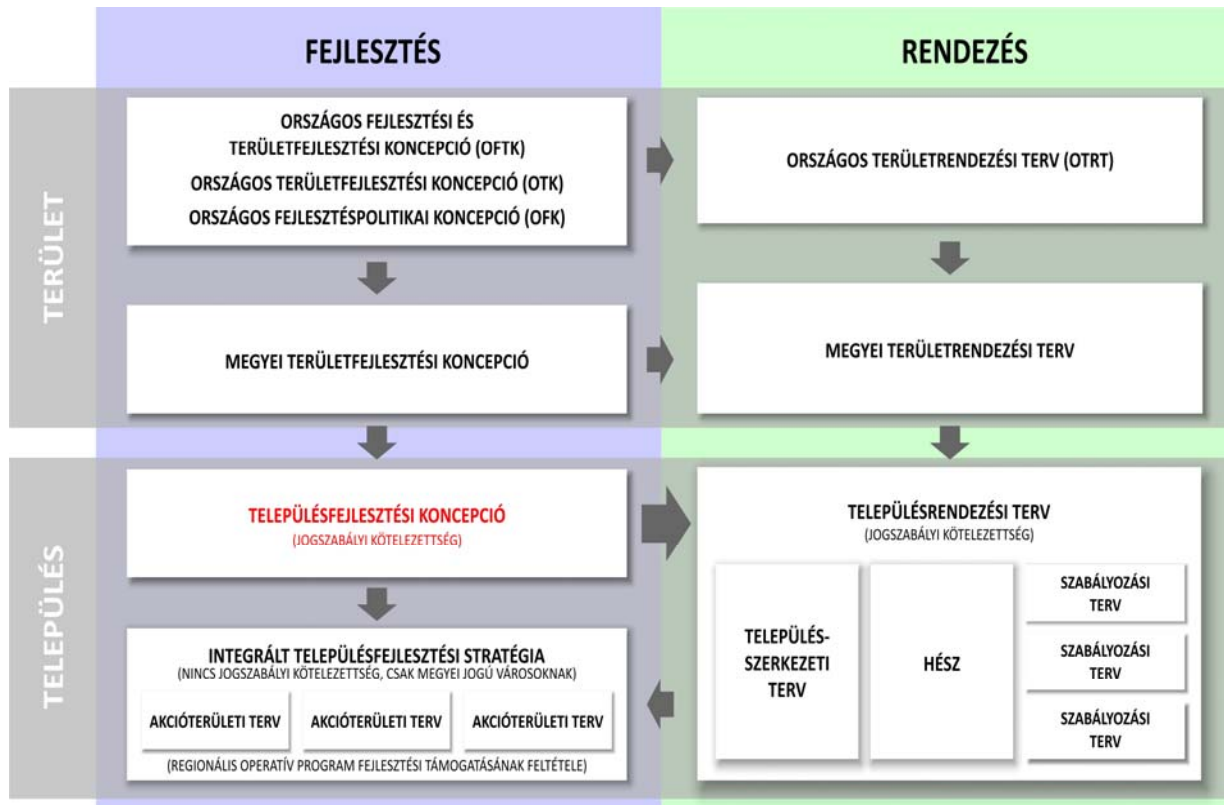 FEJLESZTÉS
RENDEZÉS
TERÜLET
ORSZÁGOS FEJLESZTÉSI ÉS
TERÜLETFEJLESZTÉSI KONCEPCIÓ (OFTK)
ORSZÁGOS TERÜLETFEJLESZTÉSI KONCEPCIÓ (OTK)
ORSZÁGOS FEJLESZTÉSPOLITIKAI KONCEPCIÓ (OFK)
ORSZÁGOS TERÜLETRENDEZÉSI TERV (OTRT)
MEGYEI TERÜLETFEJLESZTÉSI KONCEPCIÓ
MEGYEI TERÜLETRENDEZÉSI TERV
TELEPÜLÉS
TELEPÜLÉSFEJLESZTÉSI KONCEPCIÓ
(JOGSZABÁLYI KÖTELEZETTSÉG)
INTEGRÁLT TELEPÜLÉSFEJLESZTÉSI STRATÉGIA
(NINCS JOGSZABÁLYI KÖTELEZETTSÉG, CSAK MEGYEI JOGÚ VÁROSOKNAK)
AKCIÓTERÜLETI TERV
AKCIÓTERÜLETI TERV
AKCIÓTERÜLETI TERV
(REGIONÁLIS OPERATÍV PROGRAM FEJLESZTÉSI TÁMOGATÁSÁNAK FELTÉTELE)
TELEPÜLÉSRENDEZÉSI TERV
(JOGSZABÁLYI KÖTELEZETTSÉG)
TELEPÜLÉS-
SZERKEZETI
TERV
HÉSZ
SZABÁLYOZÁSI
TERV
SZABÁLYOZÁSI
TERV
SZABÁLYOZÁSI
TERV